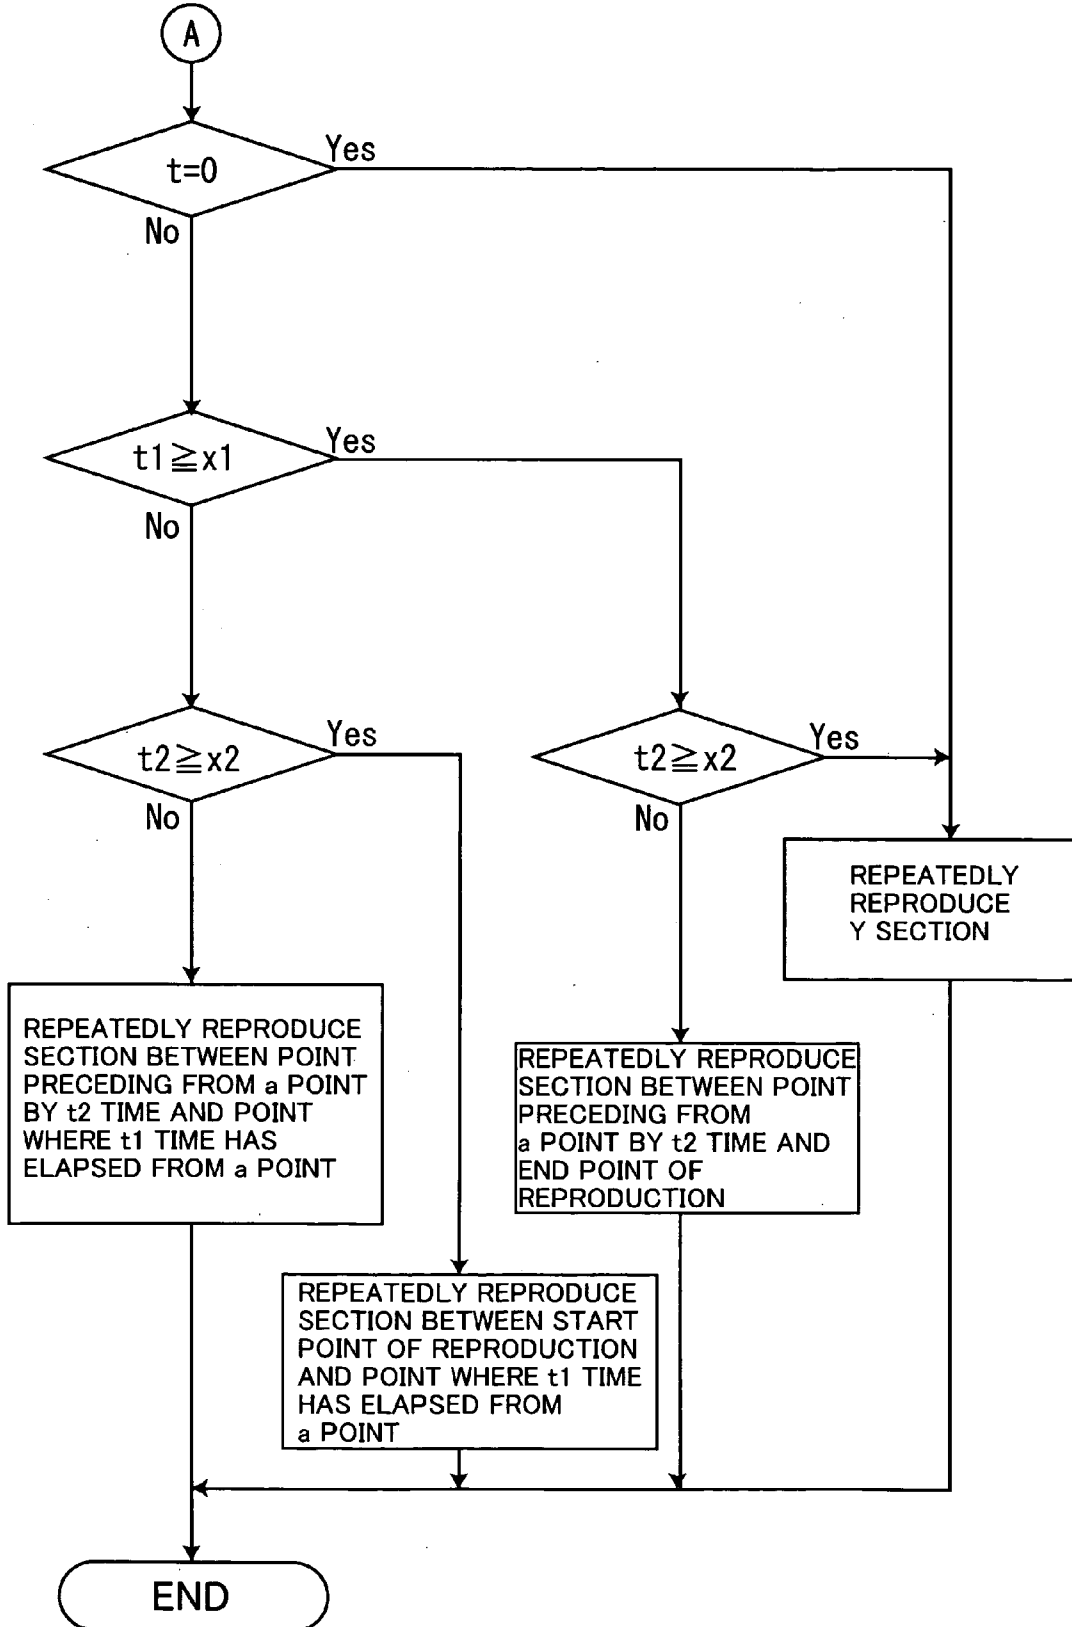 A
t=0
Yes
No
t1≧x1
Yes
No
t2≧x2
Yes
No
t2≧x2
Yes
No
REPEATEDLY
REPRODUCE
Y SECTION
REPEATEDLY REPRODUCE
SECTION BETWEEN POINT
PRECEDING FROM a POINT
BY t2 TIME AND POINT
WHERE t1 TIME HAS
ELAPSED FROM a POINT
REPEATEDLY REPRODUCE
SECTION BETWEEN POINT
PRECEDING FROM
a POINT BY t2 TIME AND
END POINT OF
REPRODUCTION
REPEATEDLY REPRODUCE
SECTION BETWEEN START
POINT OF REPRODUCTION
AND POINT WHERE t1 TIME
HAS ELAPSED FROM
a POINT
END